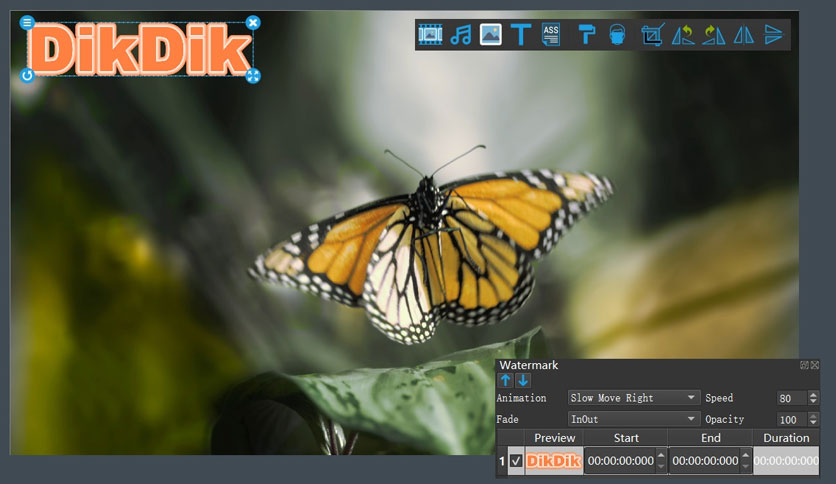 DikDik
ASS
Watermark
Animation Slow Move Right Speed 80
Fade InOut Opacity 100
Preview Start End Duration
1 DikDik 00:00:00:000 00:00:00:000 00:00:00:000